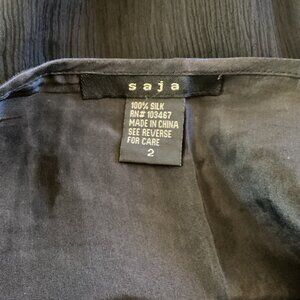 saja
100% SILK
RN# 103467
MADE IN CHINA
SEE REVERSE
FOR CARE
2